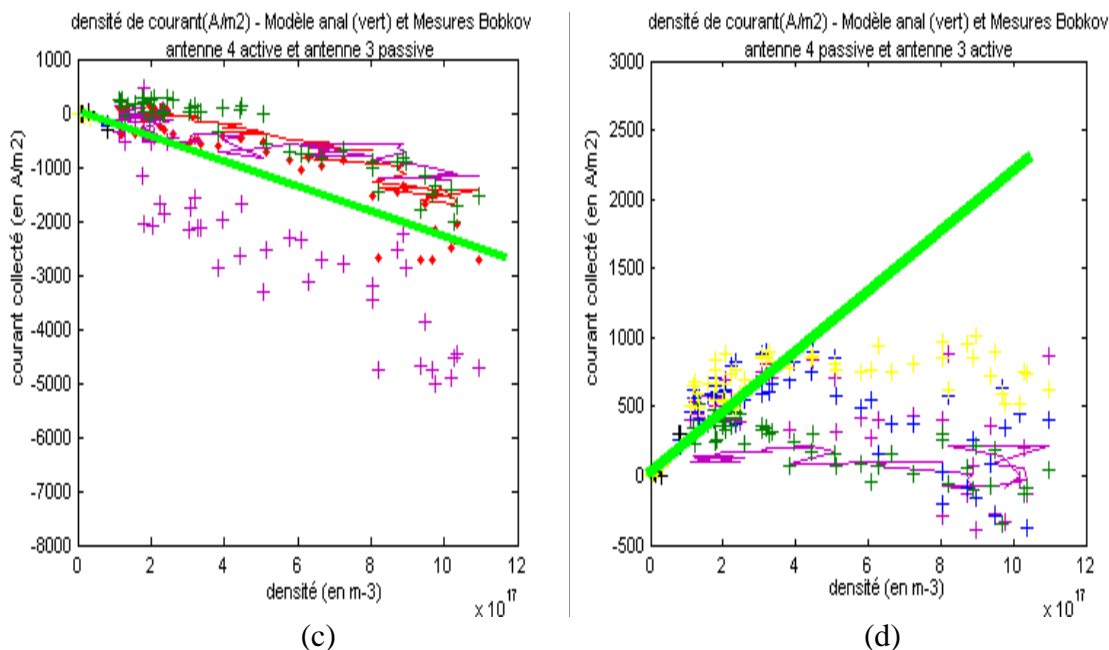 densité de courant(A/m2) - Modèle anal (vert) et Mesures Bobkov
antenne 4 active et antenne 3 passive
courant collecté (en A/m2)
1000
0
-1000
-2000
-3000
-4000
-5000
-6000
-7000
-8000
0 2 4 6 8 10 12
densité (en m-3)
x 10^17
(c)
densité de courant(A/m2) - Modèle anal (vert) et Mesures Bobkov
antenne 4 passive et antenne 3 active
courant collecté (en A/m2)
3000
2500
2000
1500
1000
500
0
-500
0 2 4 6 8 10 12
densité (en m-3)
x 10^17
(d)